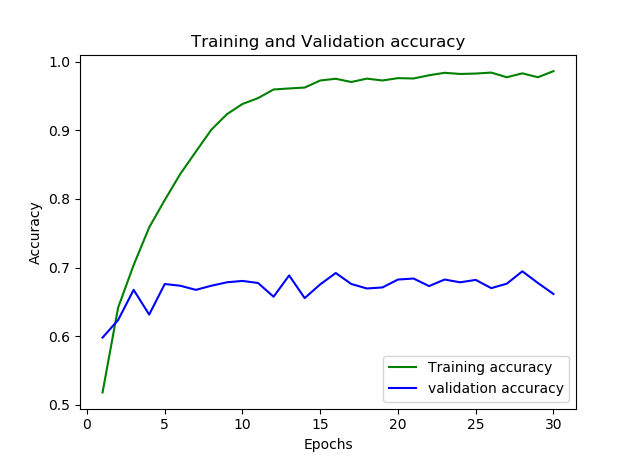 Training and Validation accuracy
1.0
0.9
0.8
0.7
0.6
0.5
Accuracy
0
5
10
15
20
25
30
Epochs
Training accuracy
validation accuracy